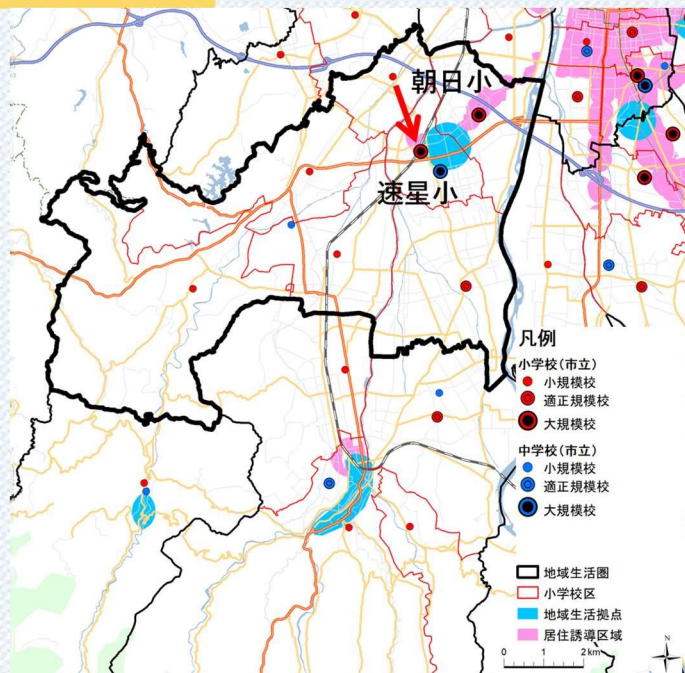 朝日小
速星小
凡例
小学校(市立)
小規模校
適正規模校
大規模校
中学校(市立)
小規模校
適正規模校
大規模校
地域生活圏
小学校区
地域生活拠点
居住誘導区域
0 1 2km